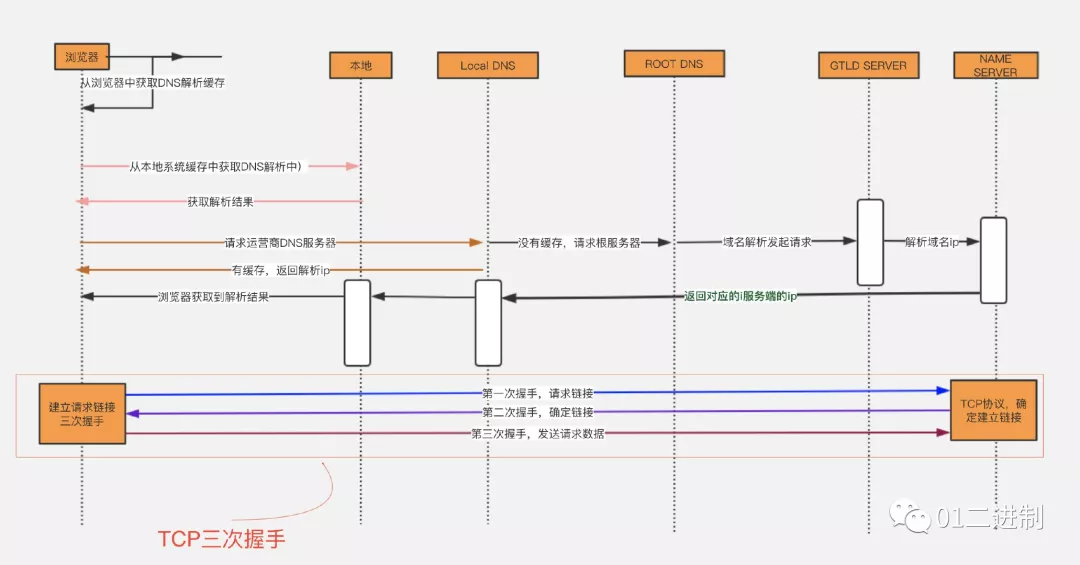 浏览器
本地
Local DNS
ROOT DNS
GTLD SERVER
NAME
SERVER
从浏览器中获取DNS解析缓存
从本地系统缓存中获取DNS解析中）
获取解析结果
请求运营商DNS服务器
没有缓存，请求根服务器
域名解析发起请求
解析域名ip
有缓存，返回解析ip
浏览器获取到解析结果
返回对应的i服务端的ip
建立请求链接
三次握手
第一次握手，请求链接
第二次握手，确定链接
第三次握手，发送请求数据
TCP协议，确
定建立链接
TCP三次握手
01二进制